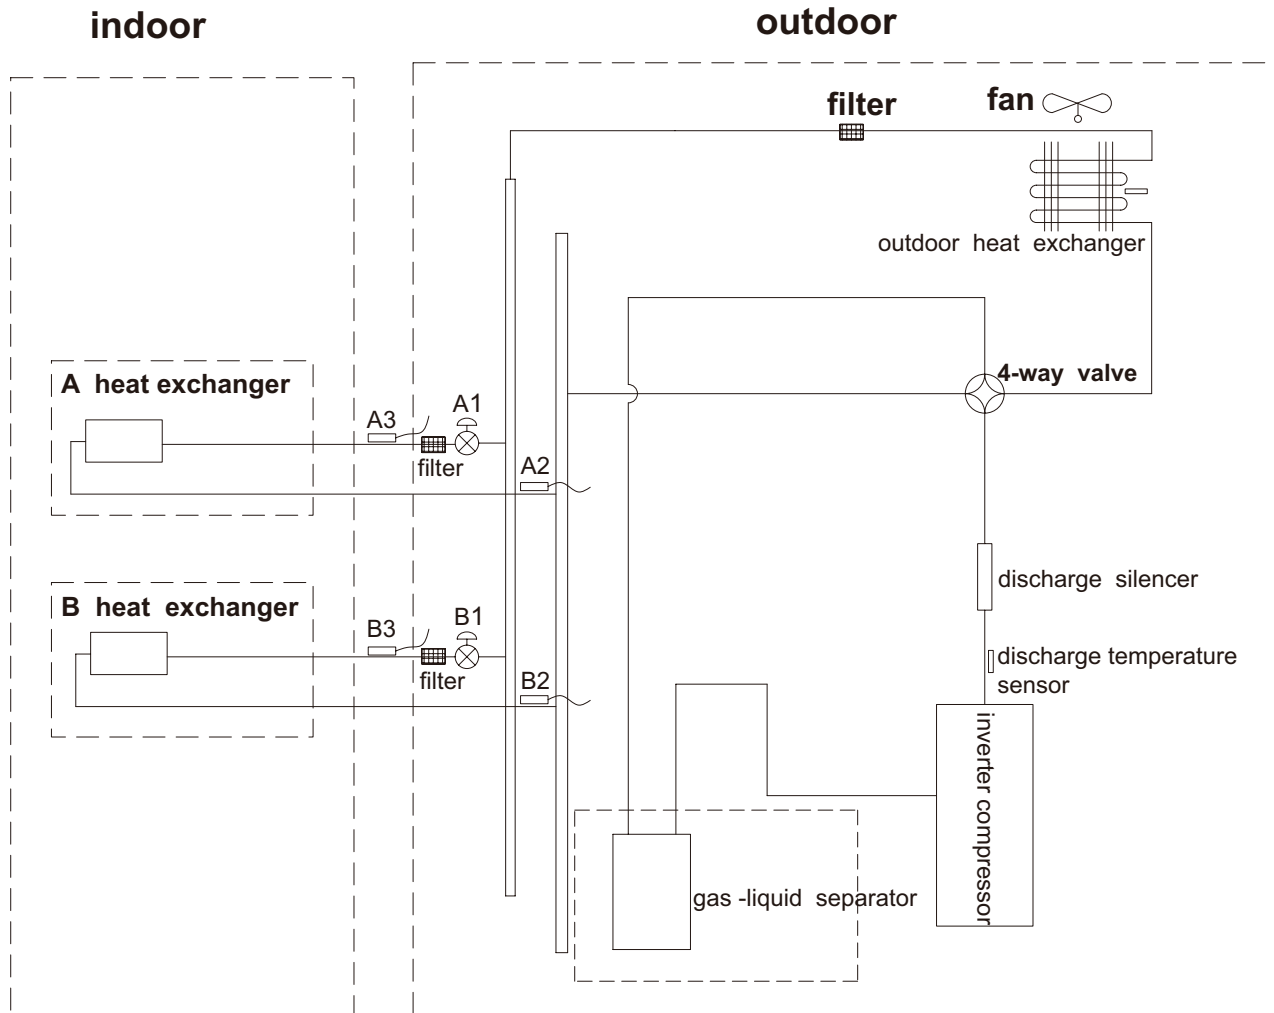 indoor
outdoor
filter
fan
outdoor heat exchanger
4-way valve
A heat exchanger
A3
A1
filter
A2
discharge silencer
B heat exchanger
B3
B1
filter
B2
discharge temperature
sensor
inverter compressor
gas -liquid separator